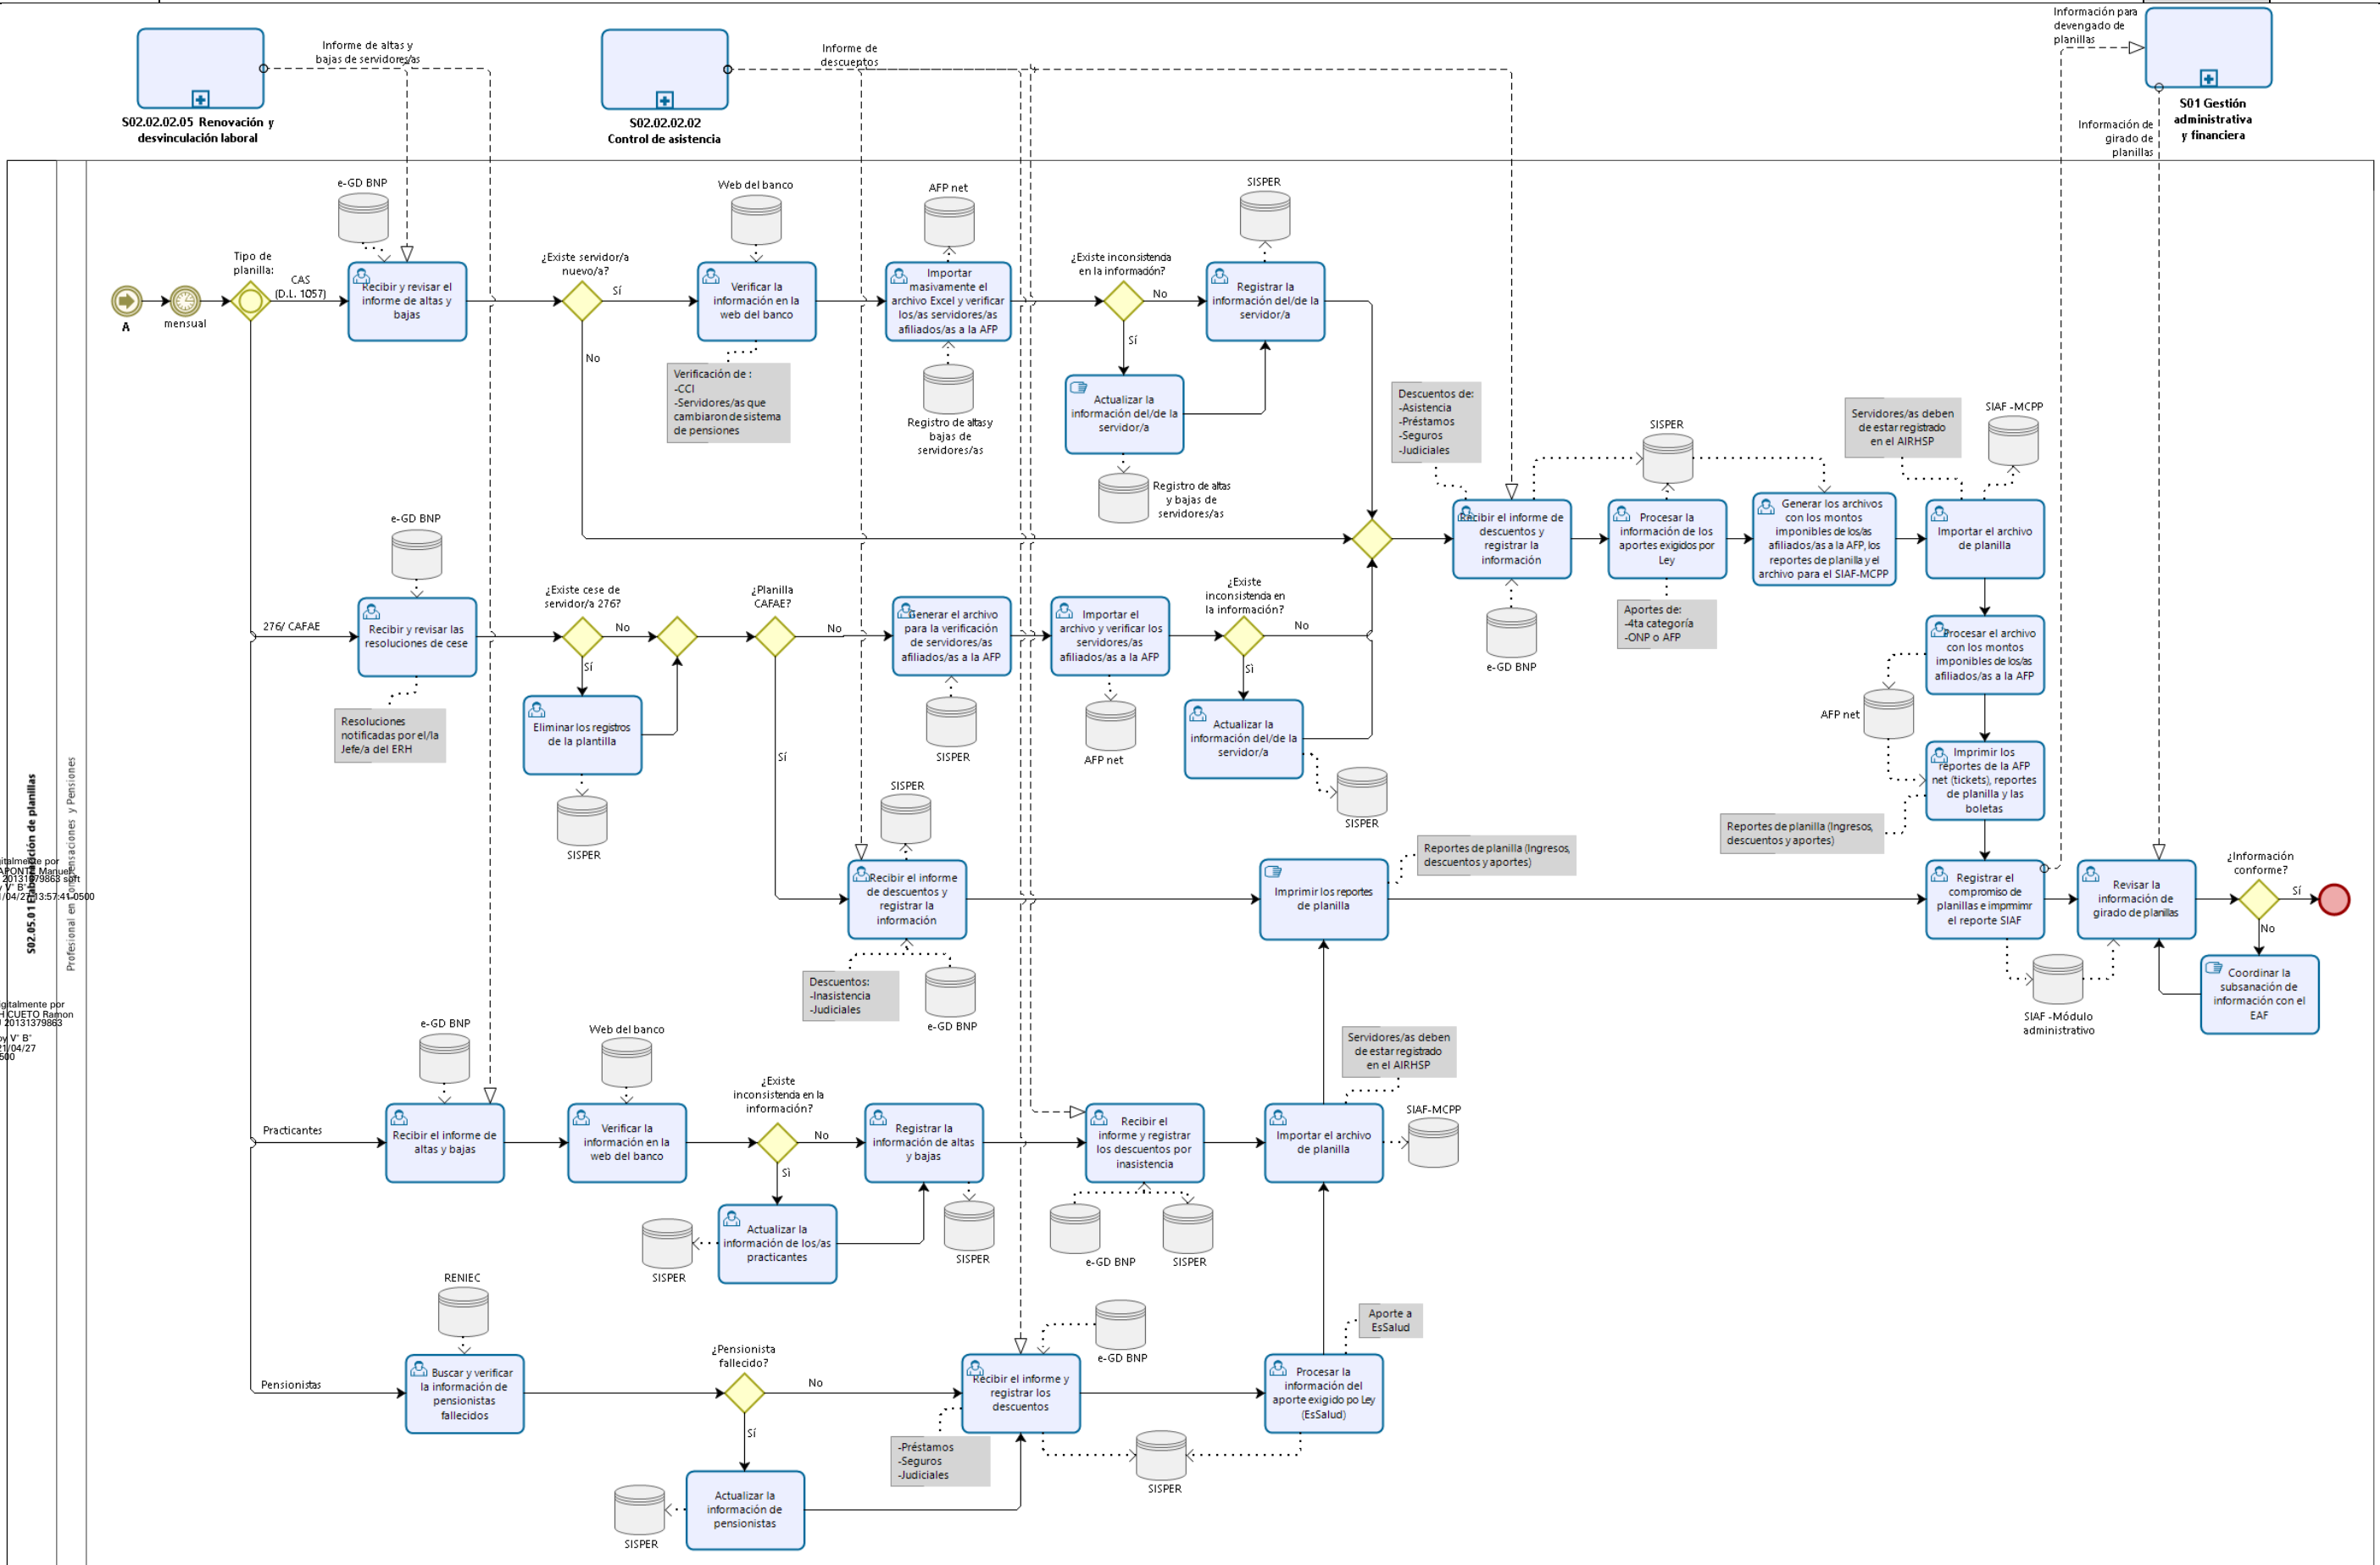 Informe de altas y
bajas de servidores/as
S02.02.02.05 Renovación y
desvinculación laboral
Informe de
descuentos
S02.02.02.02
Control de asistencia
Información para
devengado de
planillas
S01 Gestión
administrativa
y financiera
Información de
girado de
planillas
S02.05.01 Elaboración de planillas
Profesional en Compensaciones y Pensiones
A
mensual
Tipo de
planilla:
CAS
(D.L. 1057)
e-GD BNP
Recibir y revisar el
informe de altas y
bajas
¿Existe servidor/a
nuevo/a?
Sí
No
Web del banco
Verificar la
información en la
web del banco
Verificación de :
-CCI
-Servidores/as que
cambiaron de sistema
de pensiones
AFP net
Importar
masivamente el
archivo Excel y verificar
los/as servidores/as
afiliados/as a la AFP
Registro de altas y
bajas de
servidores/as
¿Existe inconsistencia
en la información?
No
Sí
SISPER
Registrar la
información del/de la
servidor/a
Actualizar la
información del/de la
servidor/a
Registro de altas
y bajas de
servidores/as
Descuentos de:
-Asistencia
-Préstamos
-Seguros
-Judiciales
Recibir el informe de
descuentos y
registrar la
información
e-GD BNP
SISPER
Procesar la
información de los
aportes exigidos por
Ley
Aportes de:
-4ta categoría
-ONP o AFP
Generar los archivos
con los montos
imponibles de los/as
afiliados/as a la AFP, los
reportes de planilla y el
archivo para el SIAF-MCPP
Servidores/as deben
de estar registrado
en el AIRHSP
SIAF -MCPP
Importar el archivo
de planilla
Procesar el archivo
con los montos
imponibles de los/as
afiliados/as a la AFP
AFP net
Imprimir los
reportes de la AFP
net (tickets), reportes
de planilla y las
boletas
Reportes de planilla (Ingresos,
descuentos y aportes)
276/ CAFAE
e-GD BNP
Recibir y revisar las
resoluciones de cese
Resoluciones
notificadas por el/la
Jefe/a del ERH
¿Existe cese de
servidor/a 276?
No
Sí
Eliminar los registros
de la plantilla
SISPER
¿Planilla
CAFAE?
No
Sí
Generar el archivo
para la verificación
de servidores/as
afiliados/as a la AFP
SISPER
Importar el
archivo y verificar los
servidores/as
afiliados/as a la AFP
AFP net
¿Existe
inconsistencia en
la información?
No
Sì
Actualizar la
información del/de la
servidor/a
SISPER
SISPER
Recibir el informe
de descuentos y
registrar la
información
Descuentos:
-Inasistencia
-Judiciales
e-GD BNP
Imprimir los reportes
de planilla
Reportes de planilla (Ingresos,
descuentos y aportes)
Registrar el
compromiso de
planillas e imprmimr
el reporte SIAF
SIAF -Módulo
administrativo
Revisar la
información de
girado de planillas
¿Información
conforme?
Sí
No
Coordinar la
subsanación de
información con el
EAF
Practicantes
e-GD BNP
Recibir el informe de
altas y bajas
Web del banco
Verificar la
información en la
web del banco
¿Existe
inconsistencia en la
información?
No
Sì
Registrar la
información de altas
y bajas
SISPER
Actualizar la
información de los/as
practicantes
SISPER
Recibir el
informe y registrar
los descuentos por
inasistencia
e-GD BNP
SISPER
Servidores/as deben
de estar registrado
en el AIRHSP
Importar el archivo
de planilla
SIAF-MCPP
Pensionistas
RENIEC
Buscar y verificar
la información de
pensionistas
fallecidos
¿Pensionista
fallecido?
No
Sí
Actualizar la
información de
pensionistas
SISPER
Recibir el informe y
registrar los
descuentos
e-GD BNP
-Préstamos
-Seguros
-Judiciales
SISPER
Procesar la
información del
aporte exigido po Ley
(EsSalud)
Aporte a
EsSalud
gitalmente por
Manuel
20131379863 soft
y V° B°
/04/27 13:57:41-0500
igitalmente por
CUETO Ramon
20131379863
oy V° B°
21/04/27
500